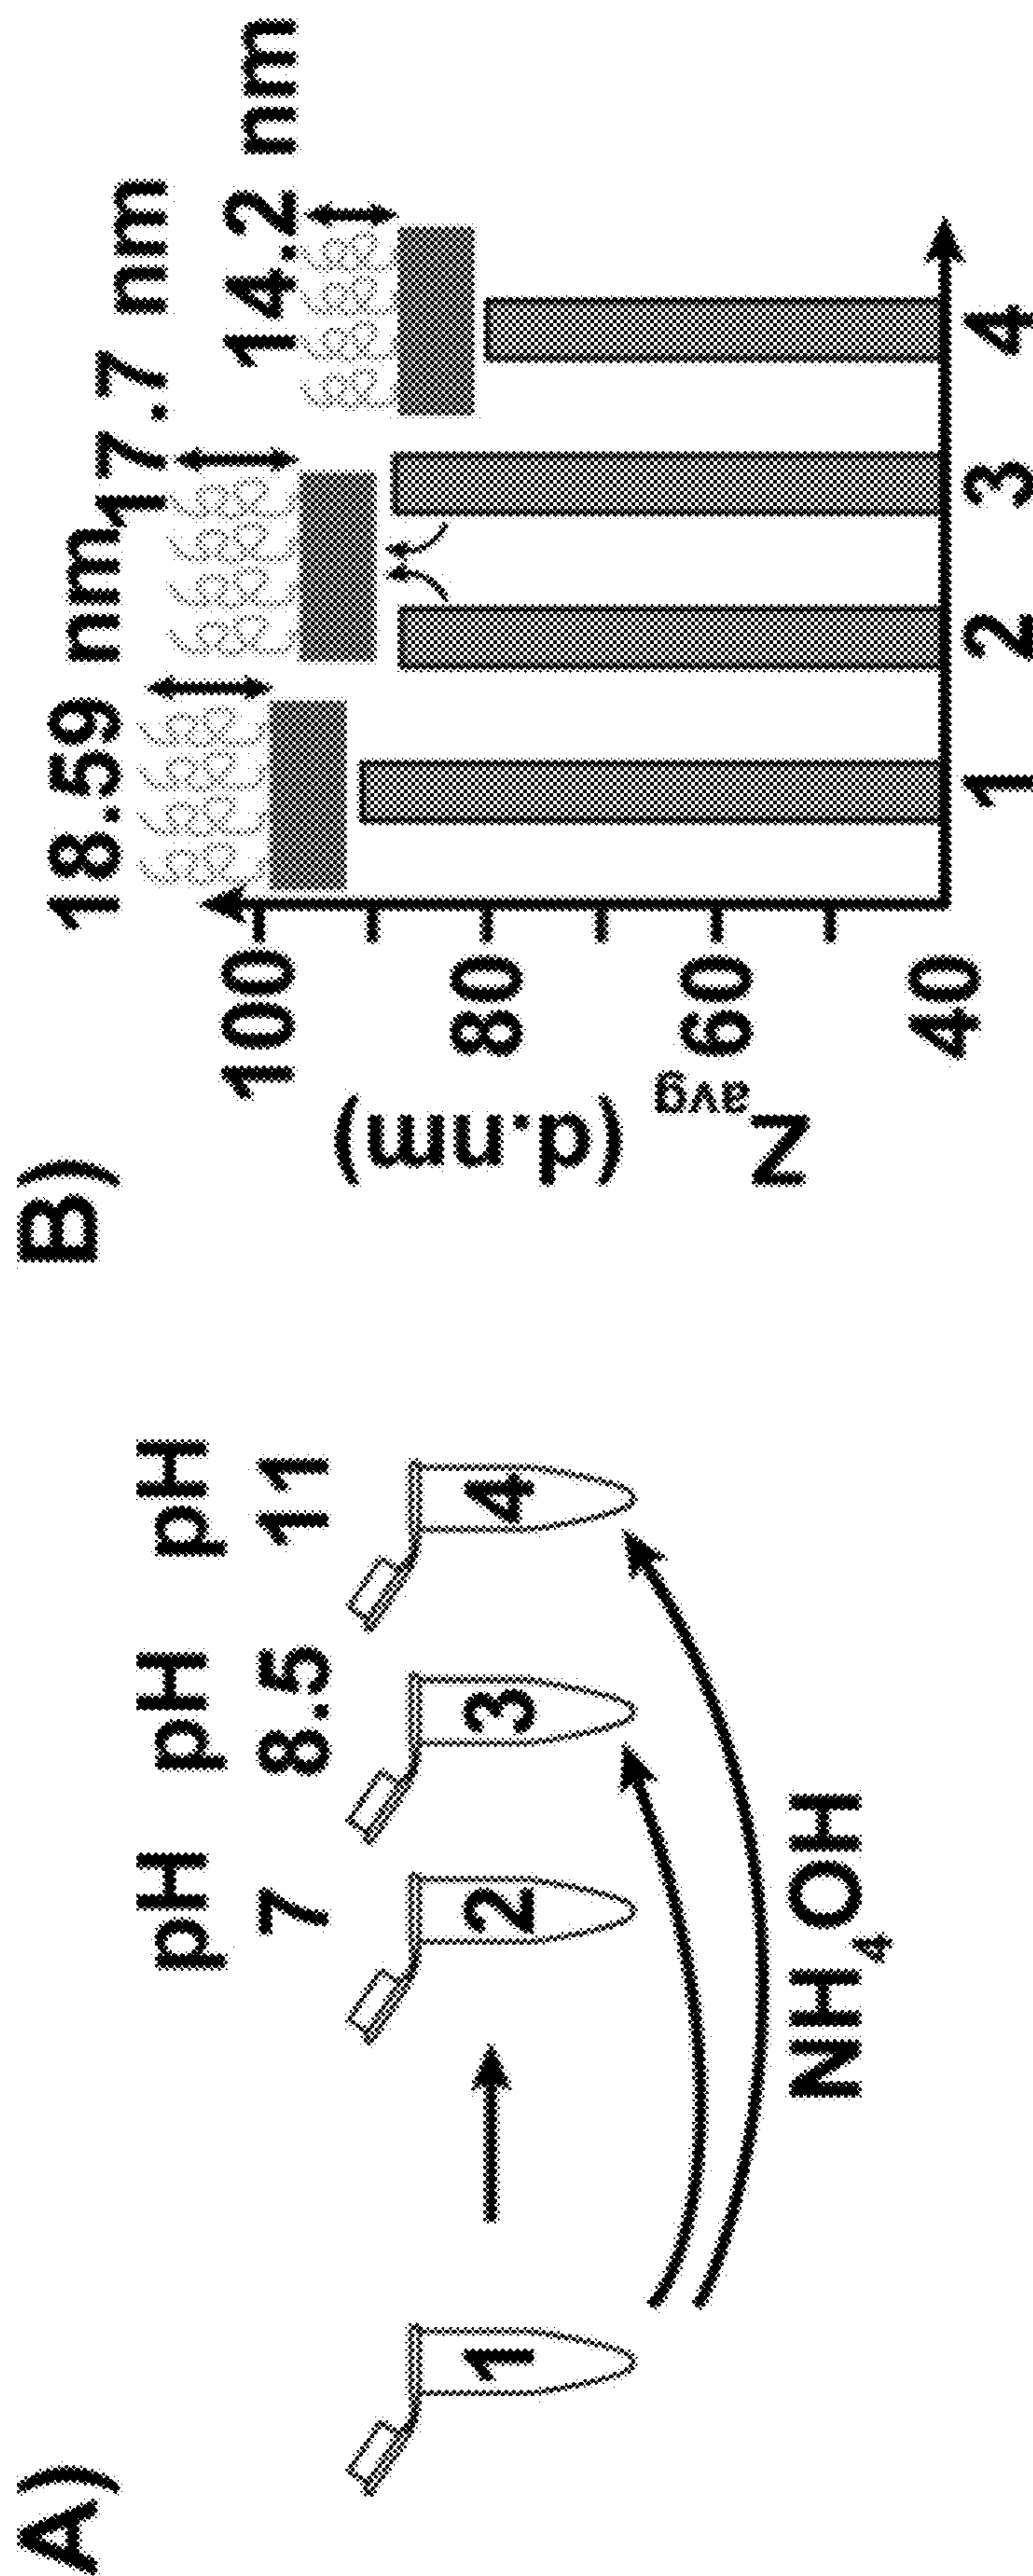 A)
pH pH pH
7 8.5 11
1 2 3 4
NH4OH
B)
18.59 nm 17.7 nm
14.2 nm
100
80
60
40
Zavg
(d.nm)
1 2 3 4